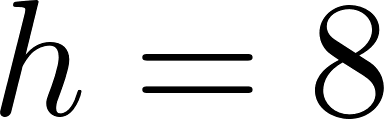 h = 8